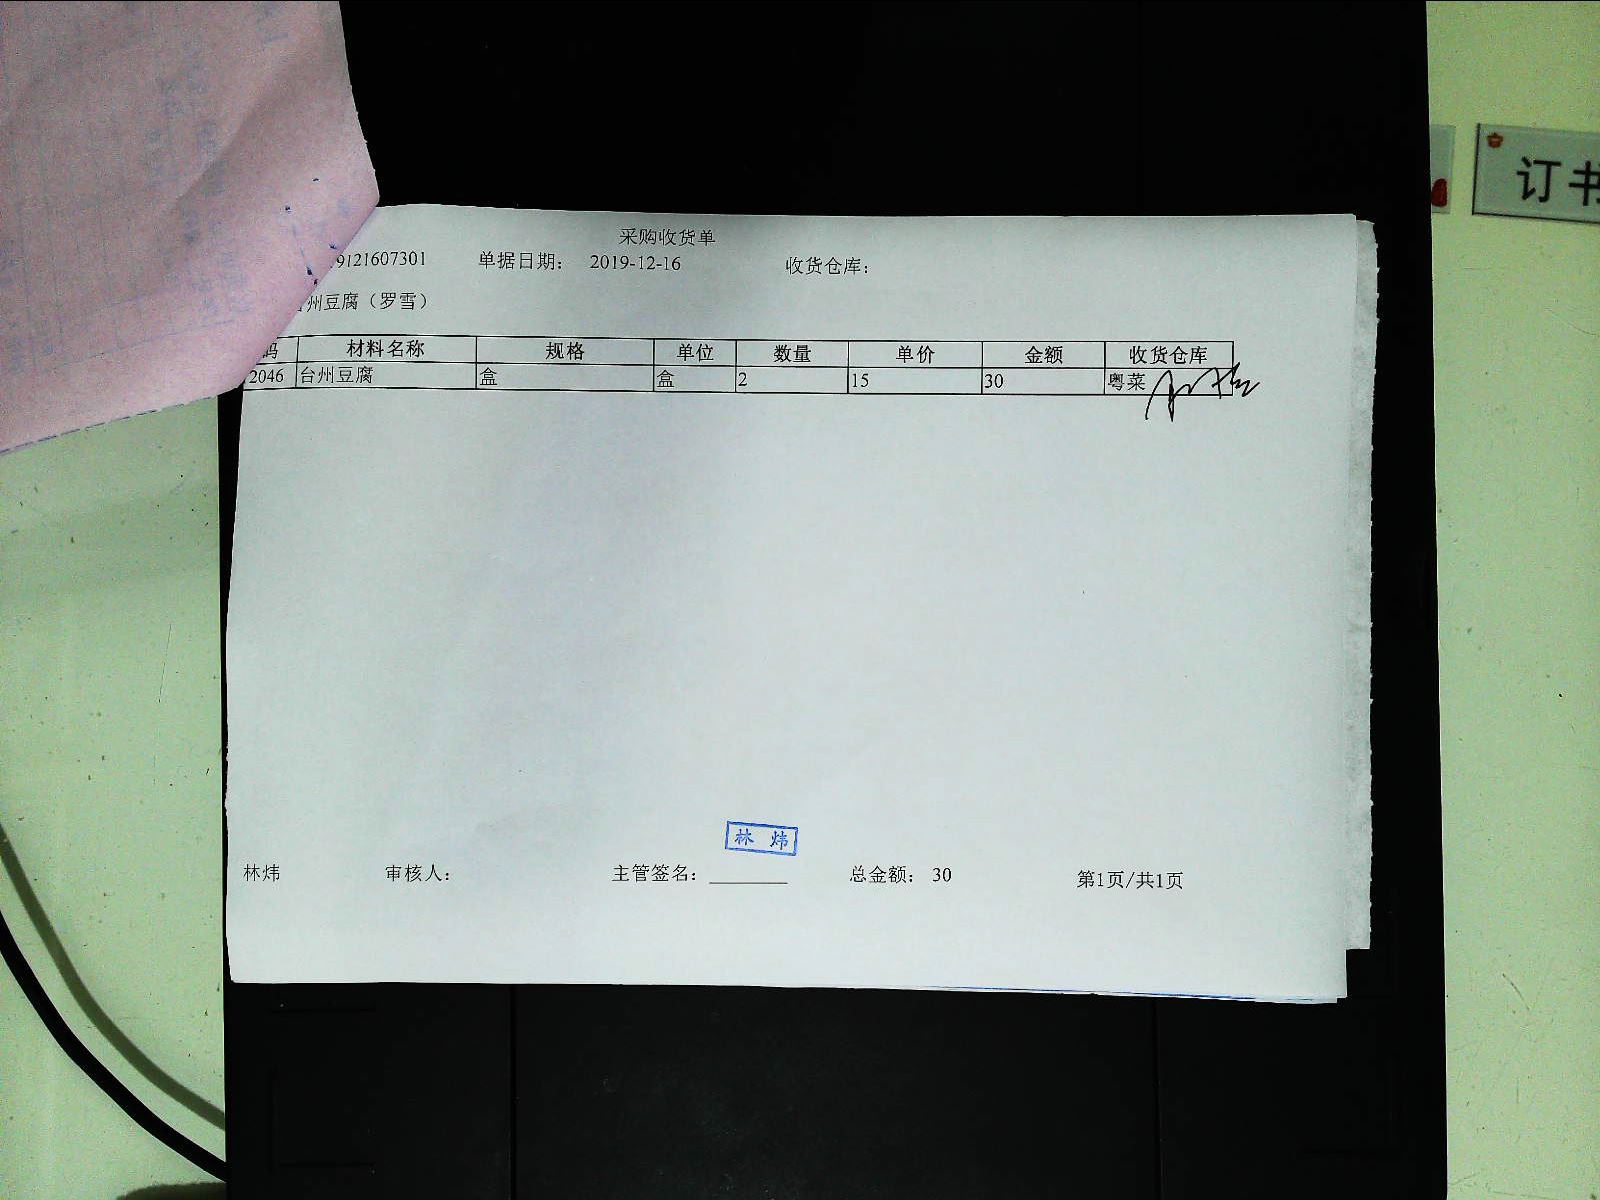 采购收货单
9121607301 单据日期： 2019-12-16 收货仓库：
州豆腐（罗雪）
码 材料名称 规格 单位 数量 单价 金额 收货仓库
2046 台州豆腐 盒 盒 2 15 30 粤菜
林 炜
林炜 审核人： 主管签名： 总金额： 30 第1页/共1页
订书